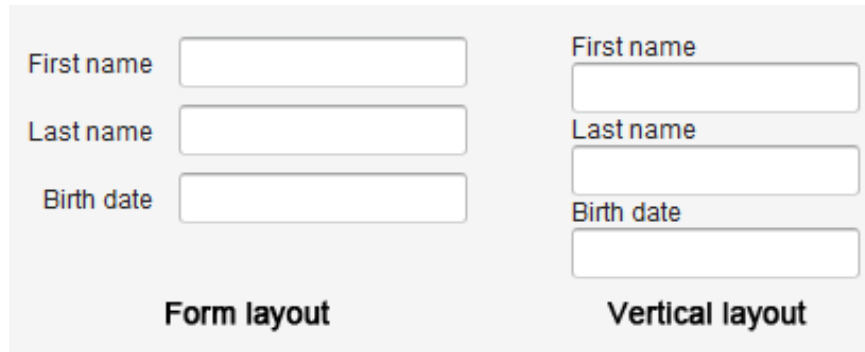 First name
Last name
Birth date
Form layout
First name
Last name
Birth date
Vertical layout